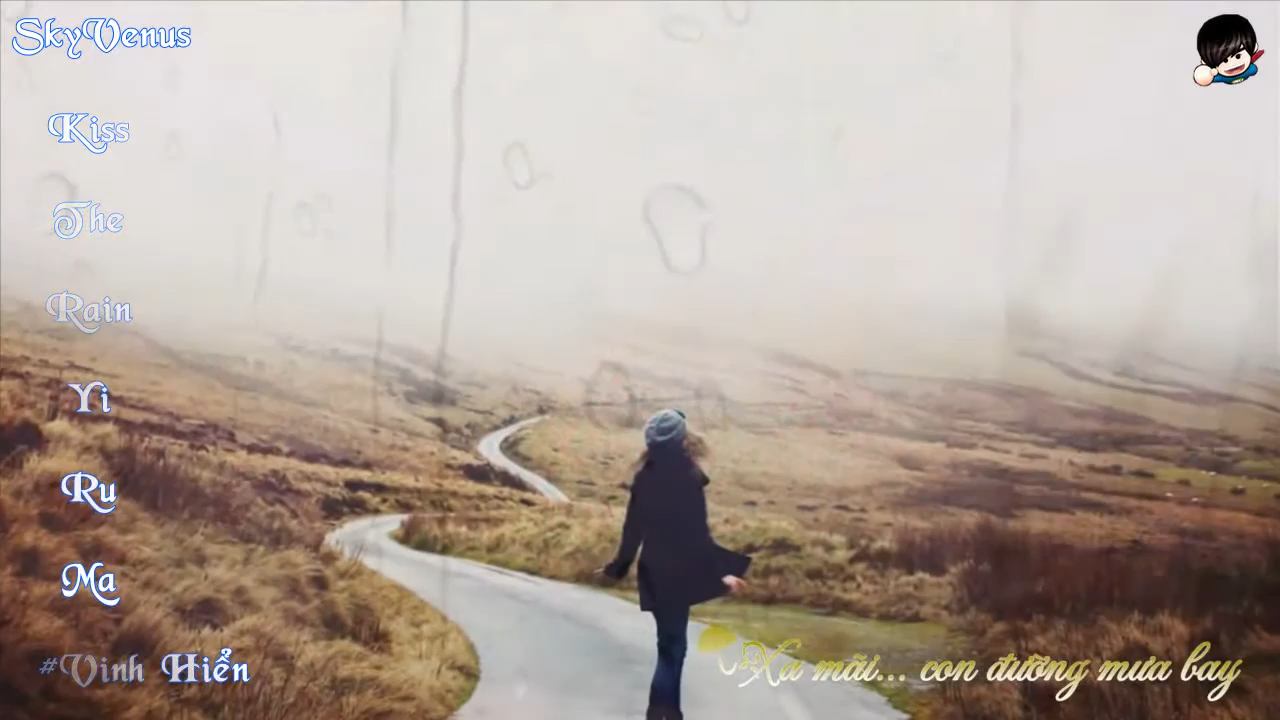 SkyVenus
Kiss
The
Rain
Yi
Ru
Ma
#Vinh Hiển
Xa mãi... con đường mưa bay